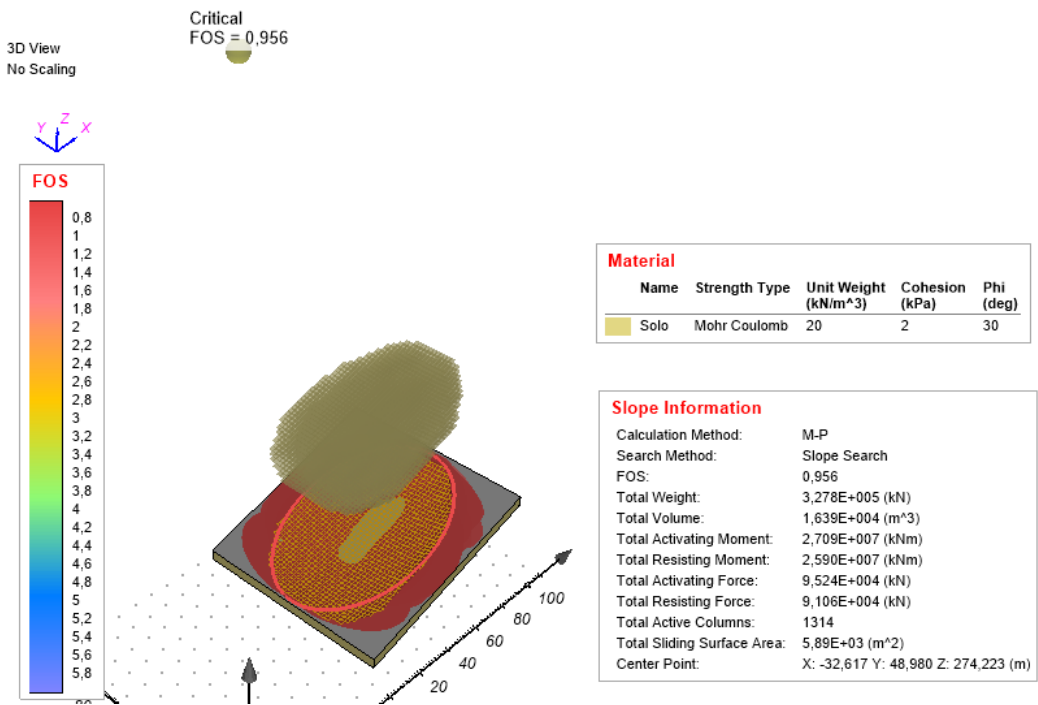 Critical
FOS = 0,956
3D View
No Scaling
Y Z X
FOS
0,8
1
1,2
1,4
1,6
1,8
2
2,2
2,4
2,6
2,8
3
3,2
3,4
3,6
3,8
4
4,2
4,4
4,6
4,8
5
5,2
5,4
5,6
5,8
Material
Name Strength Type Unit Weight (kN/m^3) Cohesion (kPa) Phi (deg)
Solo Mohr Coulomb 20 2 30
Slope Information
Calculation Method: M-P
Search Method: Slope Search
FOS: 0,956
Total Weight: 3,278E+005 (kN)
Total Volume: 1,639E+004 (m^3)
Total Activating Moment: 2,709E+007 (kNm)
Total Resisting Moment: 2,590E+007 (kNm)
Total Activating Force: 9,524E+004 (kN)
Total Resisting Force: 9,106E+004 (kN)
Total Active Columns: 1314
Total Sliding Surface Area: 5,89E+03 (m^2)
Center Point: X: -32,617 Y: 48,980 Z: 274,223 (m)
100
80
60
40
20